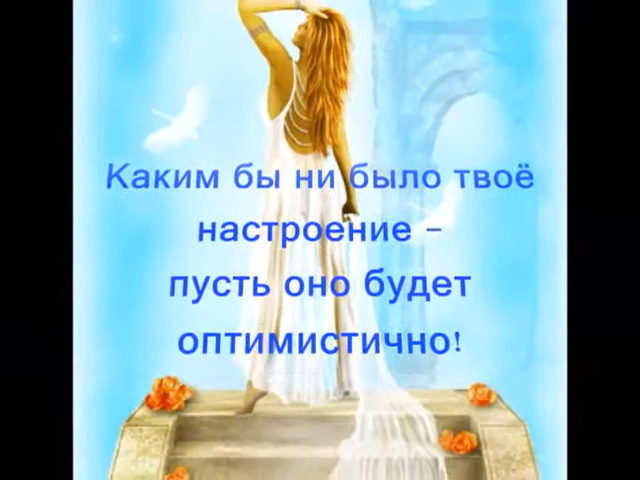 Каким бы ни было твоё
настроение –
пусть оно будет
оптимистично!